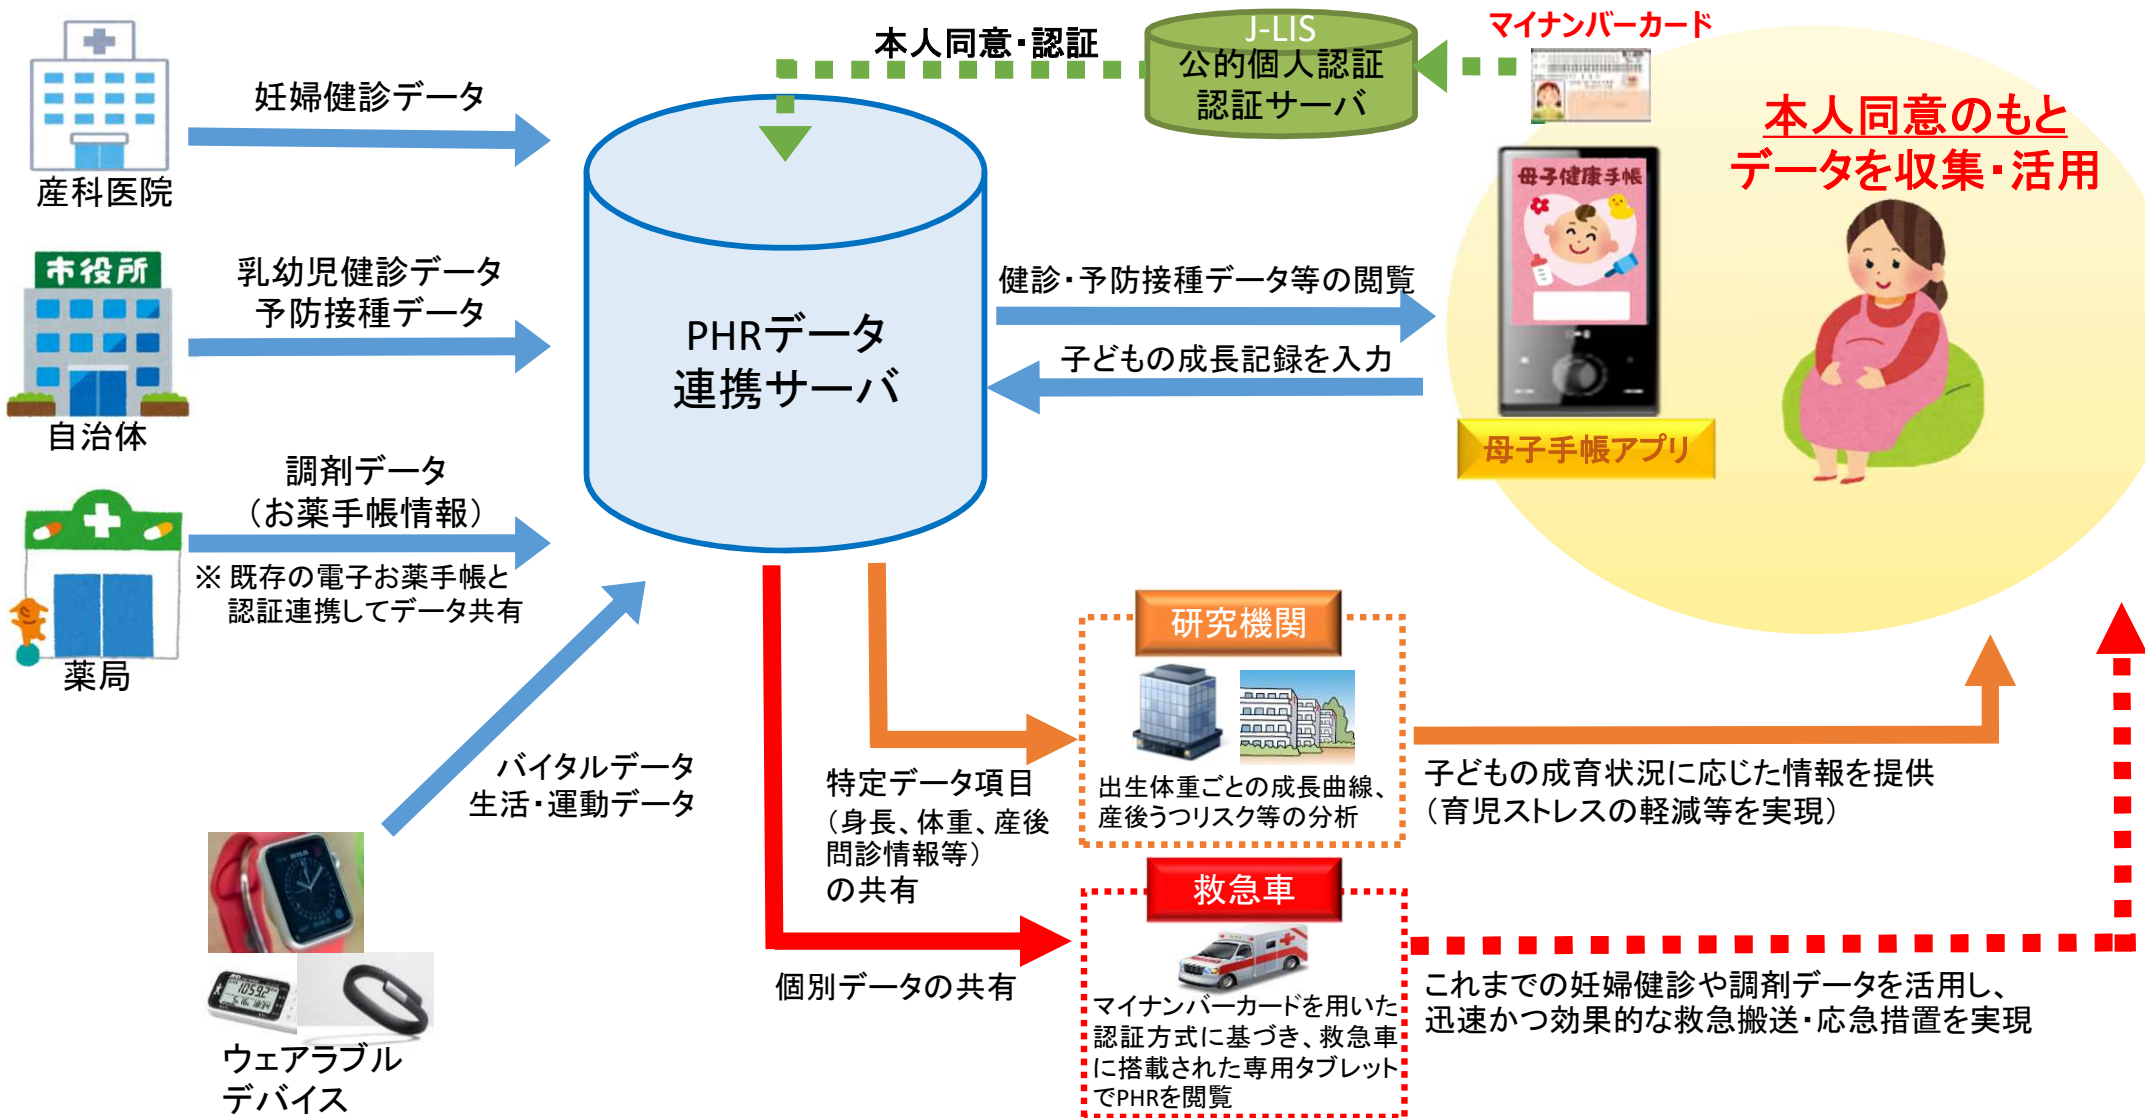 J-LIS
公的個人認証
認証サーバ
本人同意・認証
マイナンバーカード
本人同意のもと
データを収集・活用
妊婦健診データ
産科医院
市役所
自治体
乳幼児健診データ
予防接種データ
調剤データ
（お薬手帳情報）
※ 既存の電子お薬手帳と
認証連携してデータ共有
薬局
バイタルデータ
生活・運動データ
ウェアラブル
デバイス
PHRデータ
連携サーバ
健診・予防接種データ等の閲覧
子どもの成長記録を入力
母子健康手帳
母子手帳アプリ
特定データ項目
（身長、体重、産後
問診情報等）
の共有
研究機関
出生体重ごとの成長曲線、
産後うつリスク等の分析
子どもの成育状況に応じた情報を提供
（育児ストレスの軽減等を実現）
個別データの共有
救急車
マイナンバーカードを用いた
認証方式に基づき、救急車
に搭載された専用タブレット
でPHRを閲覧
これまでの妊婦健診や調剤データを活用し、
迅速かつ効果的な救急搬送・応急措置を実現